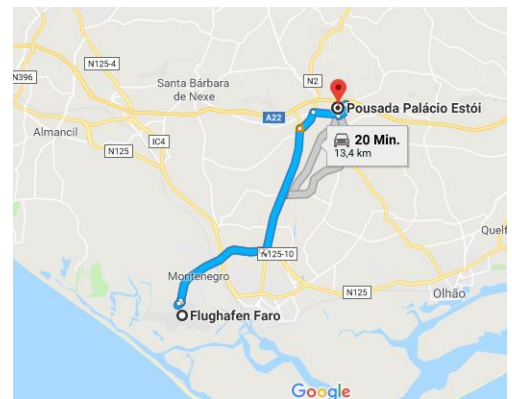 N396
N125-4
N2
Santa Bárbara
de Nexe
Pousada Palácio Estói
A22
Almancil
N125
IC4
20 Min.
13,4 km
Quelf
N125-10
Montenegro
N125
Olhão
Flughafen Faro
Google